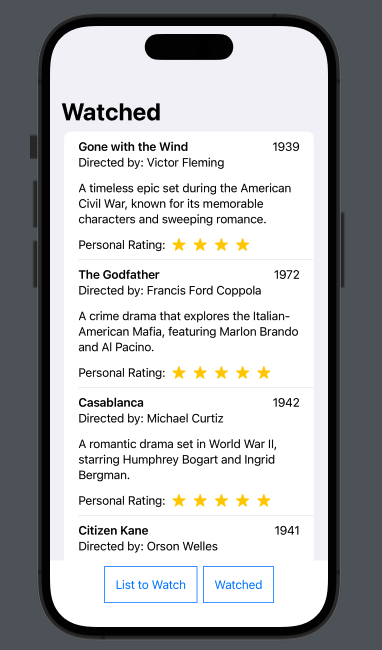 Watched
Gone with the Wind 1939
Directed by: Victor Fleming
A timeless epic set during the American
Civil War, known for its memorable
characters and sweeping romance.
Personal Rating:
The Godfather 1972
Directed by: Francis Ford Coppola
A crime drama that explores the Italian-
American Mafia, featuring Marlon Brando
and Al Pacino.
Personal Rating:
Casablanca 1942
Directed by: Michael Curtiz
A romantic drama set in World War II,
starring Humphrey Bogart and Ingrid
Bergman.
Personal Rating:
Citizen Kane 1941
Directed by: Orson Welles
List to Watch Watched